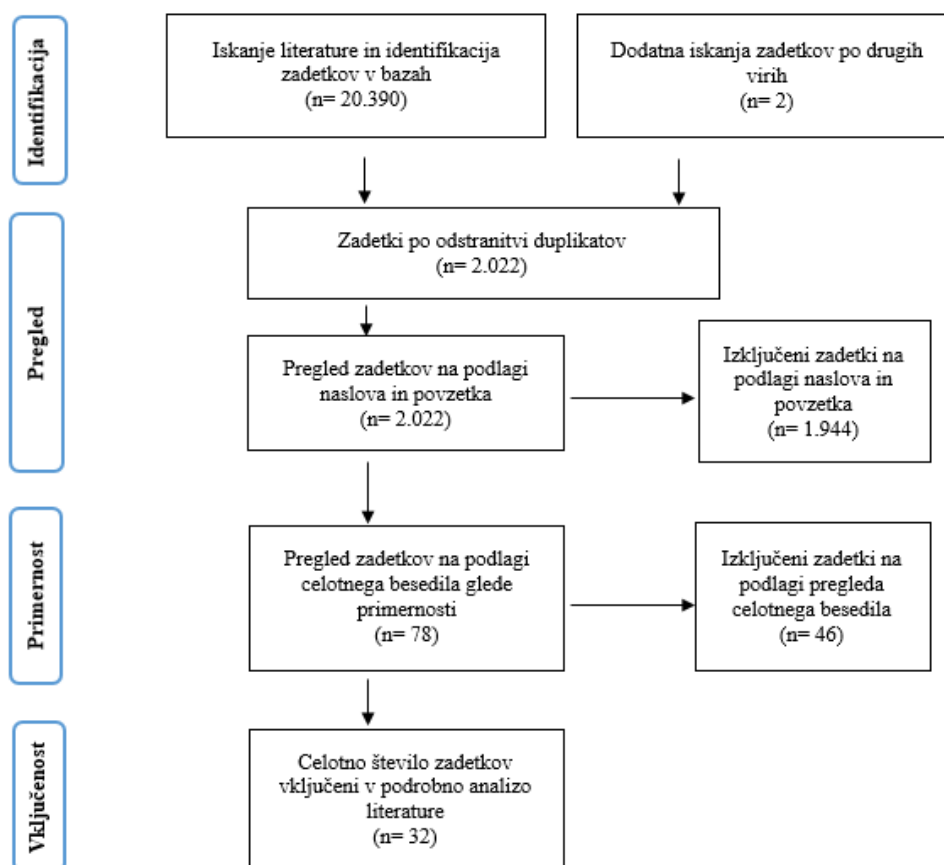 Identifikacija
Iskanje literature in identifikacija
zadetkov v bazah
(n= 20.390)
Dodatna iskanja zadetkov po drugih
virih
(n= 2)
Pregled
Zadetki po odstranitvi duplikatov
(n= 2.022)
Pregled zadetkov na podlagi
naslova in povzetka
(n= 2.022)
Izključeni zadetki na
podlagi naslova in
povzetka
(n= 1.944)
Primernost
Pregled zadetkov na podlagi
celotnega besedila glede
primernosti
(n= 78)
Izključeni zadetki na
podlagi pregleda
celotnega besedila
(n= 46)
Vključenost
Celotno število zadetkov
vključeni v podrobno analizo
literature
(n= 32)